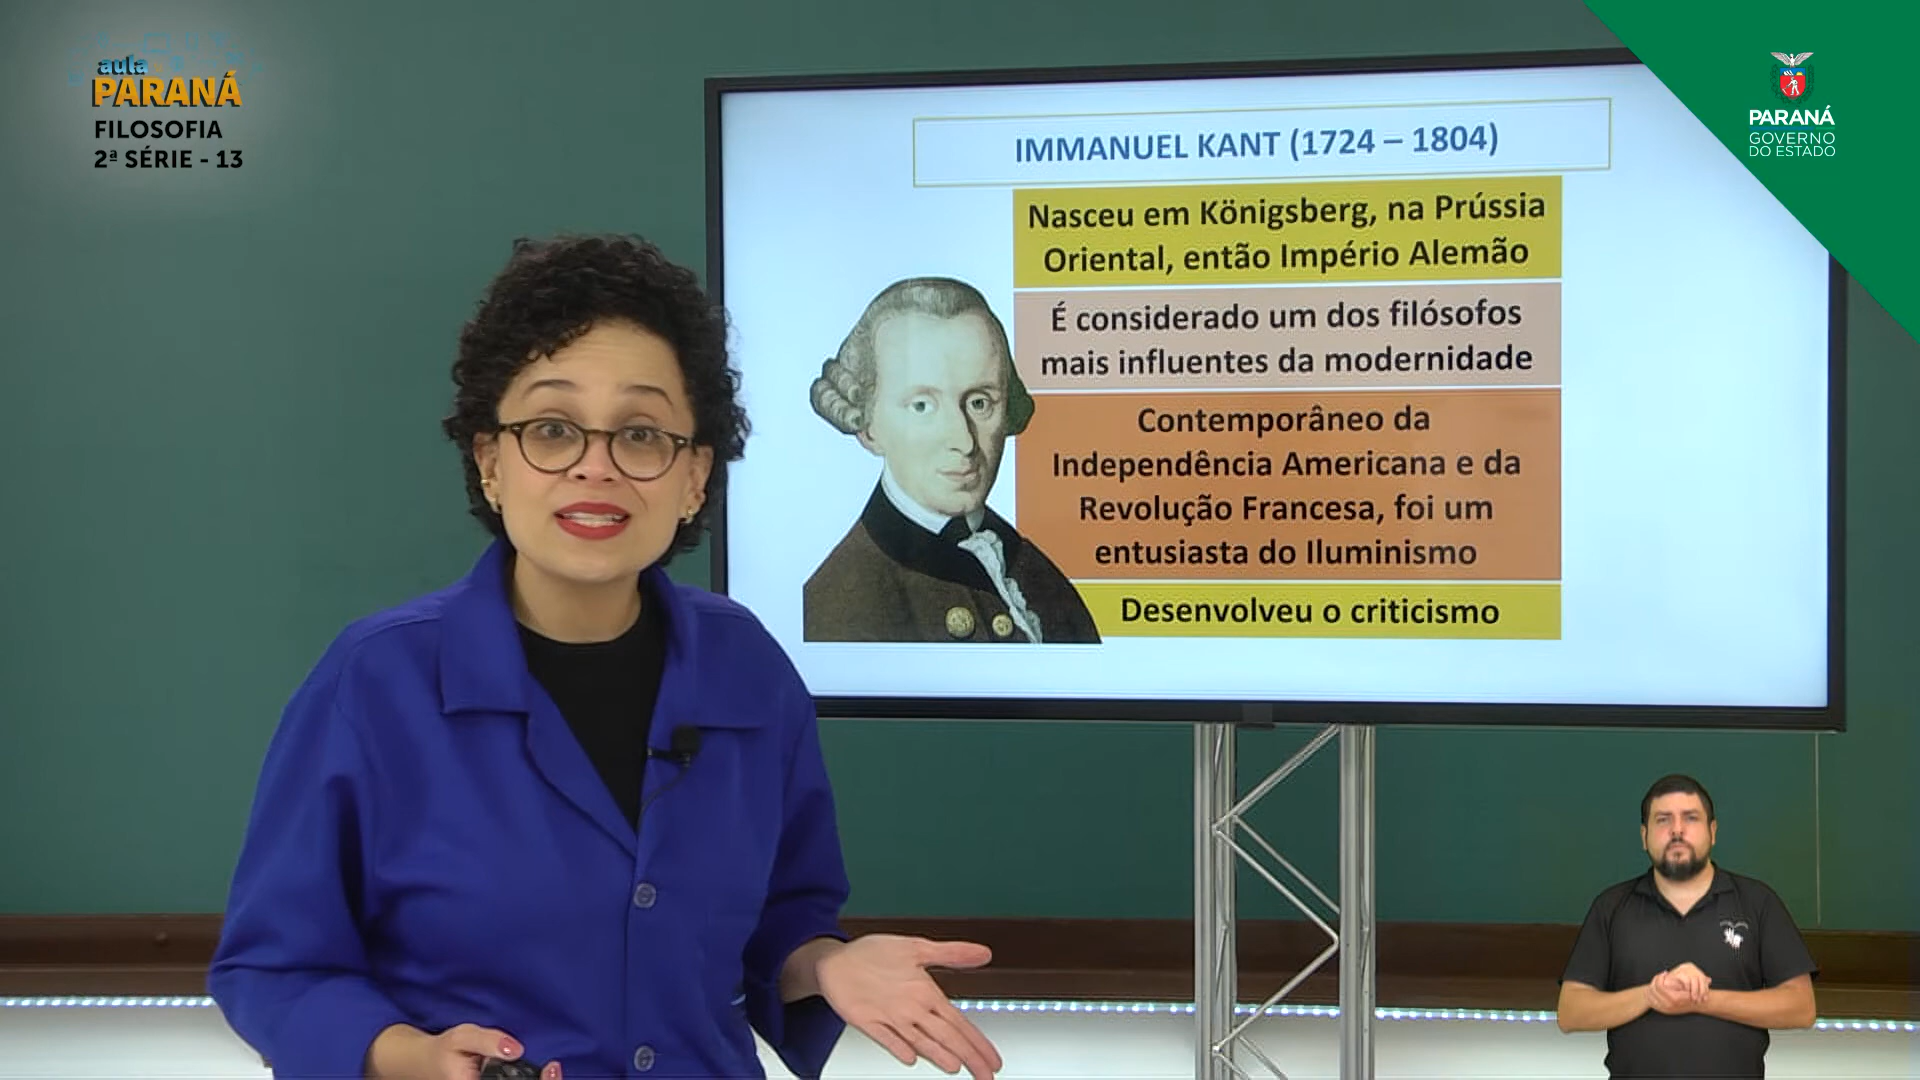 aula
PARANÁ
FILOSOFIA
2ª SÉRIE - 13
PARANÁ
GOVERNO
DO ESTADO
IMMANUEL KANT (1724 – 1804)
Nasceu em Königsberg, na Prússia
Oriental, então Império Alemão
É considerado um dos filósofos
mais influentes da modernidade
Contemporâneo da
Independência Americana e da
Revolução Francesa, foi um
entusiasta do Iluminismo
Desenvolveu o criticismo